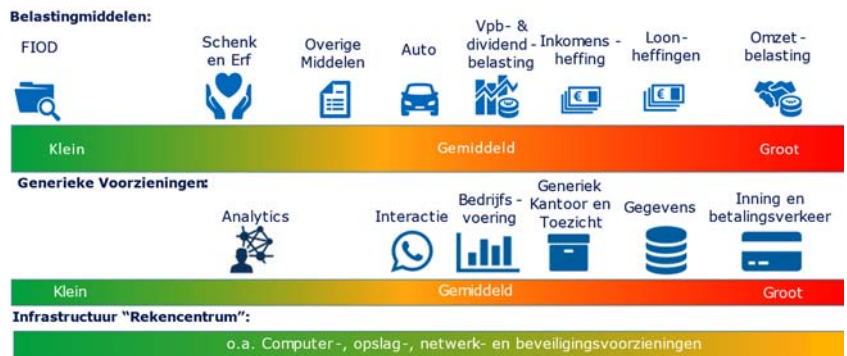 Belastingmiddelen:
FIOD
Schenk
en Erf
Overige
Middelen
Auto
Vpb- &
dividend-
belasting
Inkomens -
heffing
Loon-
heffingen
Omzet-
belasting
Klein
Gemiddeld
Groot
Generieke Voorzieningen:
Analytics
Interactie
Bedrijfs -
voering
Generiek
Kantoor en
Toezicht
Gegevens
Inning en
betalingsverkeer
Klein
Gemiddeld
Groot
Infrastructuur “Rekencentrum”:
o.a. Computer-, opslag-, netwerk- en beveiligingsvoorzieningen